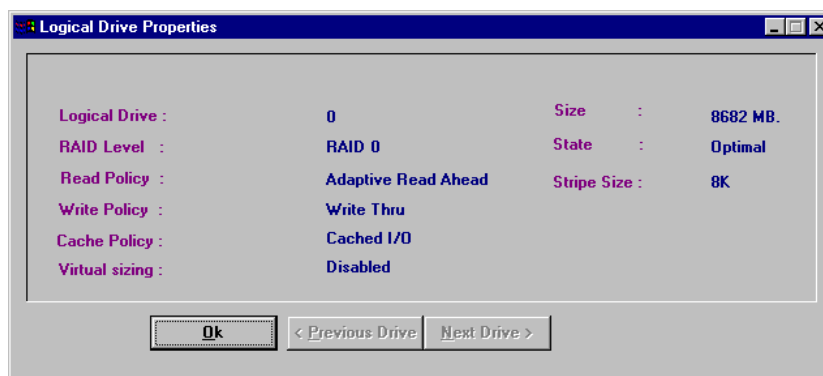 Logical Drive Properties
Logical Drive : 0 Size : 8682 MB.
RAID Level : RAID 0 State : Optimal
Read Policy : Adaptive Read Ahead Stripe Size : 8K
Write Policy : Write Thru
Cache Policy : Cached I/O
Virtual sizing : Disabled
Ok < Previous Drive Next Drive >